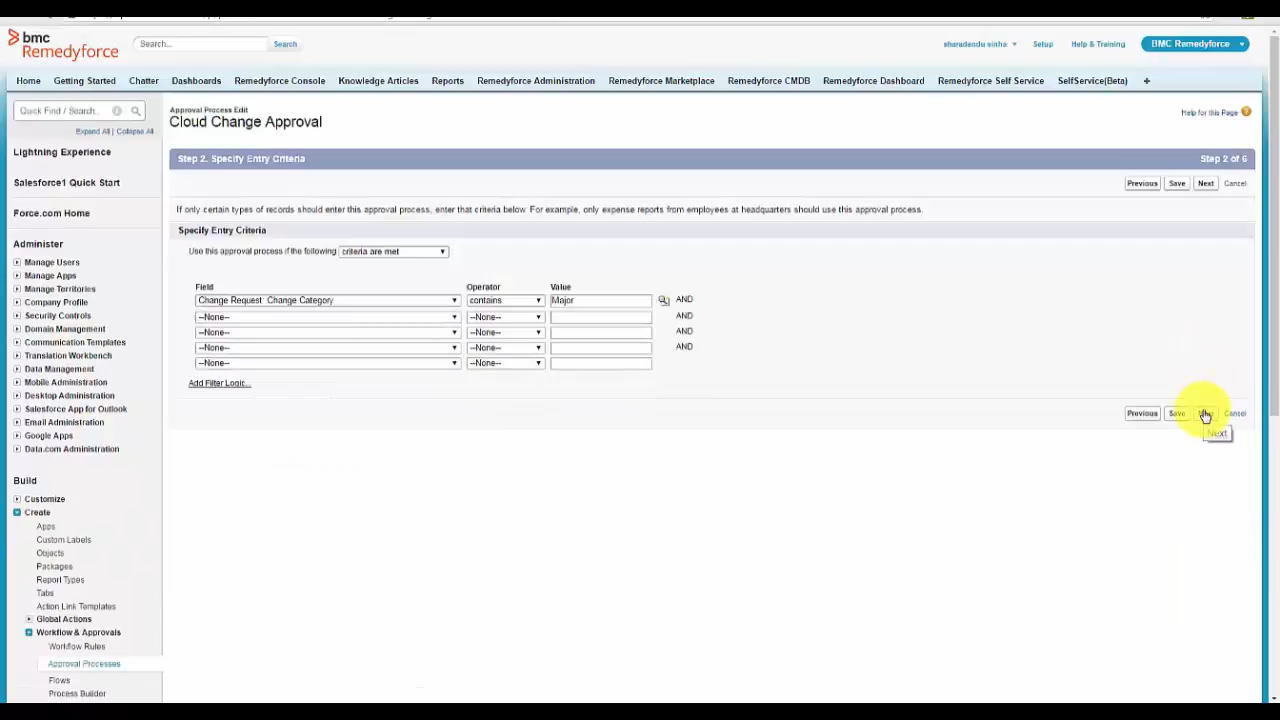 bmc
Remedyforce
Search...
Search
sharadendu sinha
Setup
Help & Training
BMC Remedyforce
Home
Getting Started
Chatter
Dashboards
Remedyforce Console
Knowledge Articles
Reports
Remedyforce Administration
Remedyforce Marketplace
Remedyforce CMDB
Remedyforce Dashboard
Remedyforce Self Service
SelfService(Beta)
+
Quick Find / Search...
Expand All | Collapse All
Lightning Experience
Salesforce1 Quick Start
Force.com Home
Administer
Manage Users
Manage Apps
Manage Territories
Company Profile
Security Controls
Domain Management
Communication Templates
Translation Workbench
Data Management
Mobile Administration
Desktop Administration
Salesforce App for Outlook
Email Administration
Google Apps
Data.com Administration
Build
Customize
Create
Apps
Custom Labels
Objects
Packages
Report Types
Tabs
Action Link Templates
Global Actions
Workflow & Approvals
Workflow Rules
Approval Processes
Flows
Process Builder
Approval Process Edit
Cloud Change Approval
Help for this Page
Step 2. Specify Entry Criteria
Step 2 of 6
Previous Save Next Cancel
If only certain types of records should enter this approval process, enter that criteria below. For example, only expense reports from employees at headquarters should use this approval process.
Specify Entry Criteria
Use this approval process if the following criteria are met
Field Operator Value
Change Request: Change Category contains Major AND
--None-- --None-- AND
--None-- --None-- AND
--None-- --None-- AND
--None-- --None--
Add Filter Logic...
Previous Save Cancel
Next